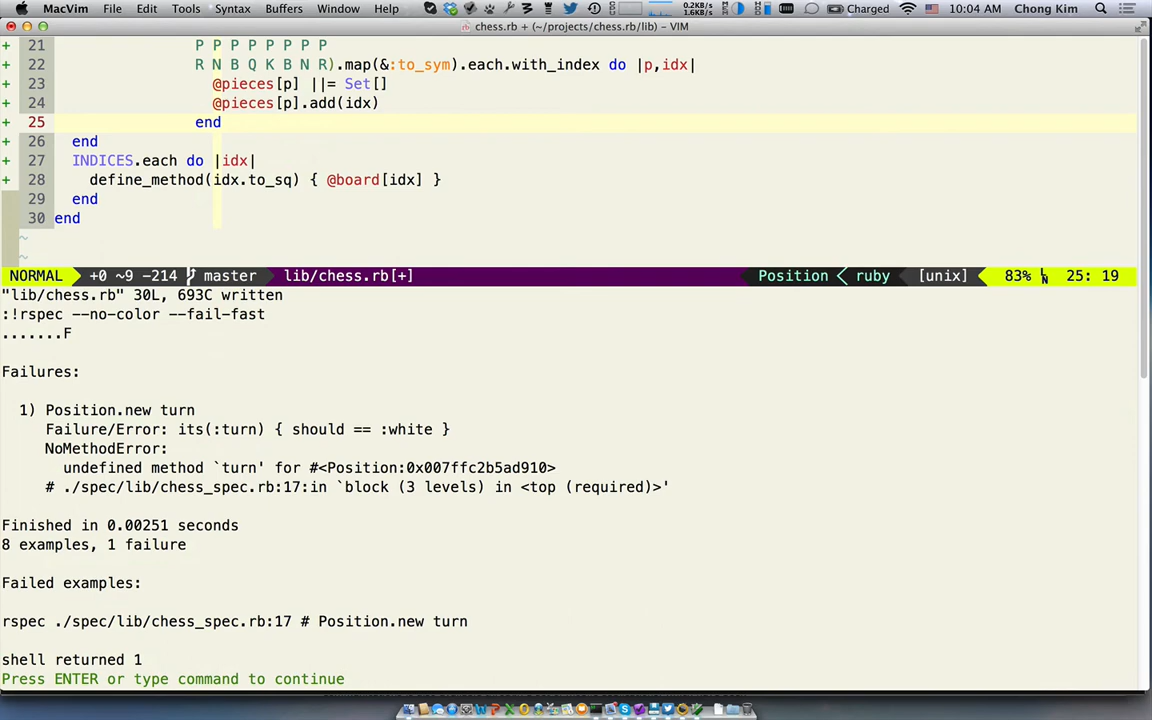 MacVim File Edit Tools Syntax Buffers Window Help 0.2KB/s 1.6KB/s Charged 10:04 AM Chong Kim
chess.rb + (~/projects/chess.rb/lib) – VIM
+ 21 P P P P P P P P
+ 22 R N B Q K B N R).map(&:to_sym).each.with_index do |p,idx|
+ 23 @pieces[p] ||= Set[]
+ 24 @pieces[p].add(idx)
+ 25 end
+ 26 end
+ 27 INDICES.each do |idx|
+ 28 define_method(idx.to_sq) { @board[idx] }
29 end
30 end
~
~
NORMAL +0 ~9 -214 master lib/chess.rb[+] Position < ruby [unix] 83% LN 25: 19
"lib/chess.rb" 30L, 693C written
:!rspec --no-color --fail-fast
.......F
Failures:
1) Position.new turn
Failure/Error: its(:turn) { should == :white }
NoMethodError:
undefined method `turn' for #<Position:0x007ffc2b5ad910>
# ./spec/lib/chess_spec.rb:17:in `block (3 levels) in <top (required)>'
Finished in 0.00251 seconds
8 examples, 1 failure
Failed examples:
rspec ./spec/lib/chess_spec.rb:17 # Position.new turn
shell returned 1
Press ENTER or type command to continue